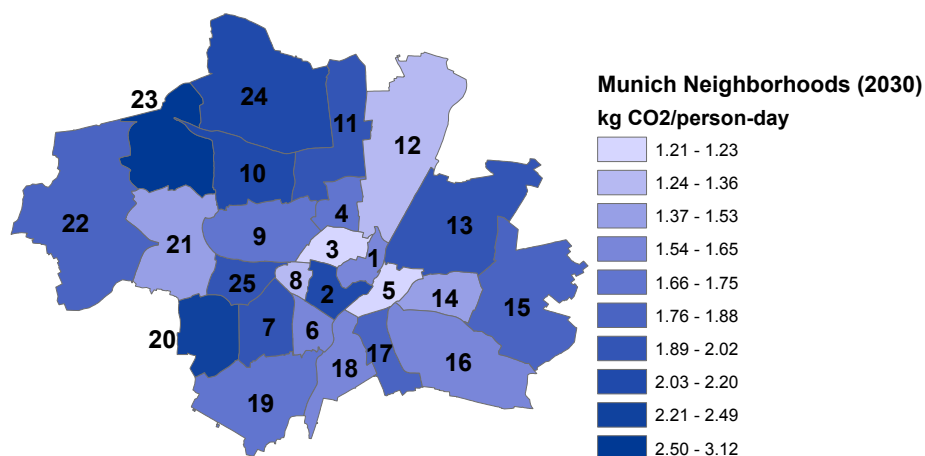 Munich Neighborhoods (2030)
kg CO2/person-day
1.21 - 1.23
1.24 - 1.36
1.37 - 1.53
1.54 - 1.65
1.66 - 1.75
1.76 - 1.88
1.89 - 2.02
2.03 - 2.20
2.21 - 2.49
2.50 - 3.12
23
24
11
12
10
22
4
13
21
9
3
1
25
8
2
5
14
15
20
7
6
17
16
18
19